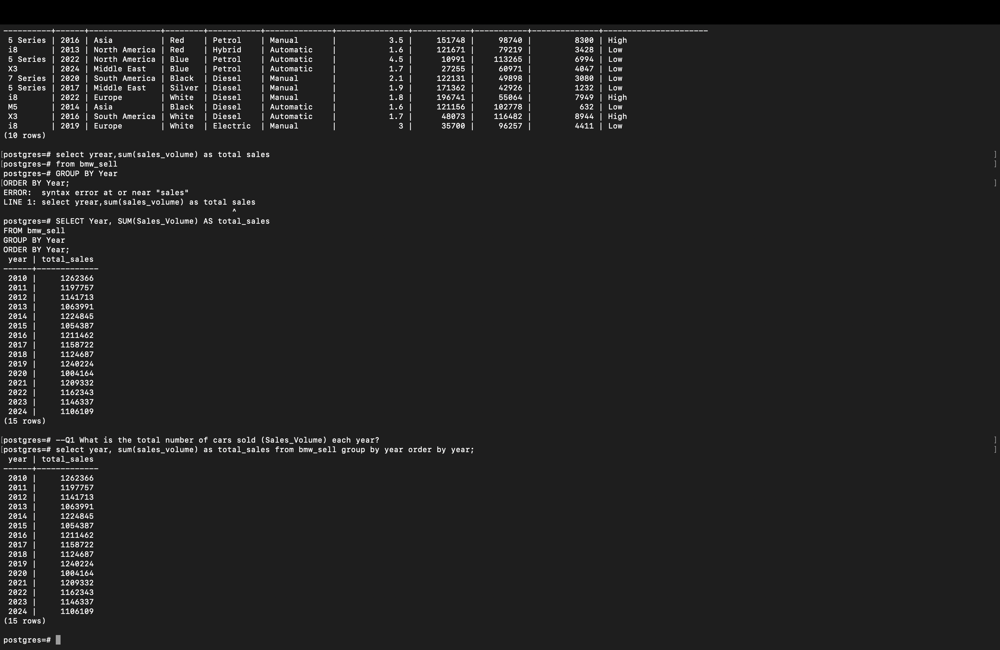 ----------+------+---------------+--------+-----------+--------------+---------------+------------+-----------+--------------+----------------------
 5 Series | 2016 | Asia          | Red    | Petrol    | Manual       |           3.5 |     151748 |     98740 |         8300 | High
 i8       | 2013 | North America | Red    | Hybrid    | Automatic    |           1.6 |     121671 |     79219 |         3428 | Low
 5 Series | 2022 | North America | Blue   | Petrol    | Automatic    |           4.5 |      10991 |    113265 |         6994 | Low
 X3       | 2024 | Middle East   | Blue   | Petrol    | Automatic    |           1.7 |      27255 |     60971 |         4047 | Low
 7 Series | 2020 | South America | Black  | Diesel    | Manual       |           2.1 |     122131 |     49898 |         3080 | Low
 5 Series | 2017 | Middle East   | Silver | Diesel    | Manual       |           1.9 |     171362 |     42926 |         1232 | Low
 i8       | 2022 | Europe        | White  | Diesel    | Manual       |           1.8 |     196741 |     55064 |         7949 | High
 M5       | 2014 | Asia          | Black  | Diesel    | Automatic    |           1.6 |     121156 |    102778 |          632 | Low
 X3       | 2016 | South America | White  | Diesel    | Automatic    |           1.7 |      48073 |    116482 |         8944 | High
 i8       | 2019 | Europe        | White  | Electric  | Manual       |             3 |      35700 |     96257 |         4411 | Low
(10 rows)
[postgres=# select yrear,sum(sales_volume) as total sales ]
[postgres-# from bmw_sell ]
postgres-# GROUP BY Year
[ORDER BY Year; ]
ERROR:  syntax error at or near "sales"
LINE 1: select yrear,sum(sales_volume) as total sales
                                                ^
postgres=# SELECT Year, SUM(Sales_Volume) AS total_sales
FROM bmw_sell
GROUP BY Year
ORDER BY Year;
 year | total_sales
------+-------------
 2010 |     1262366
 2011 |     1197757
 2012 |     1141713
 2013 |     1063991
 2014 |     1224845
 2015 |     1054387
 2016 |     1211462
 2017 |     1158722
 2018 |     1124687
 2019 |     1240224
 2020 |     1004164
 2021 |     1209332
 2022 |     1162343
 2023 |     1146337
 2024 |     1106109
(15 rows)
[postgres=# --Q1 What is the total number of cars sold (Sales_Volume) each year? ]
[postgres=# select year, sum(sales_volume) as total_sales from bmw_sell group by year order by year; ]
 year | total_sales
------+-------------
 2010 |     1262366
 2011 |     1197757
 2012 |     1141713
 2013 |     1063991
 2014 |     1224845
 2015 |     1054387
 2016 |     1211462
 2017 |     1158722
 2018 |     1124687
 2019 |     1240224
 2020 |     1004164
 2021 |     1209332
 2022 |     1162343
 2023 |     1146337
 2024 |     1106109
(15 rows)
postgres=#